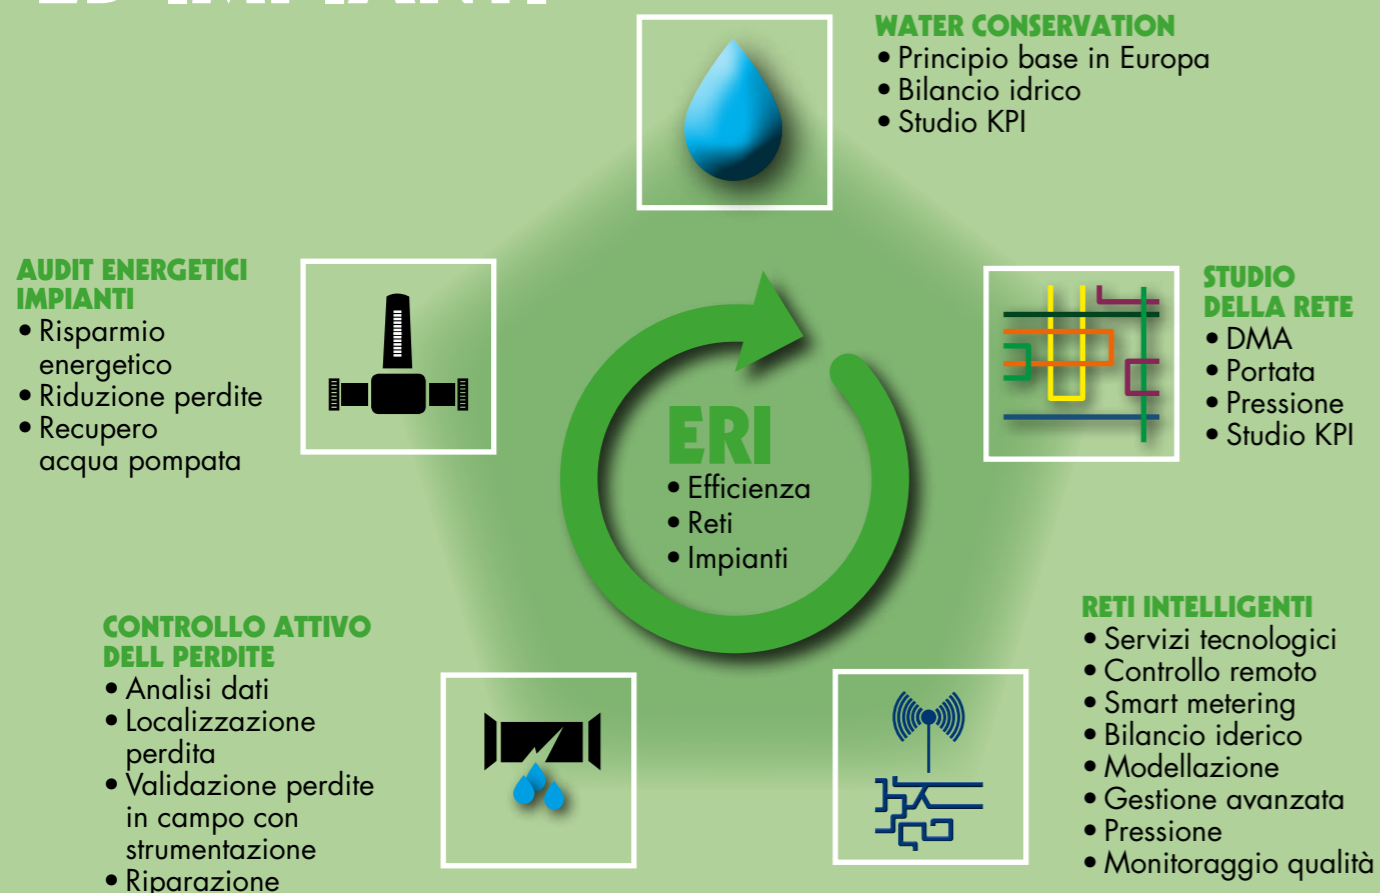 ED IMPIANTI
WATER CONSERVATION
• Principio base in Europa
• Bilancio idrico
• Studio KPI
AUDIT ENERGETICI
IMPIANTI
• Risparmio
energetico
• Riduzione perdite
• Recupero
acqua pompata
STUDIO
DELLA RETE
• DMA
• Portata
• Pressione
• Studio KPI
ERI
• Efficienza
• Reti
• Impianti
CONTROLLO ATTIVO
DELL PERDITE
• Analisi dati
• Localizzazione
perdita
• Validazione perdite
in campo con
strumentazione
• Riparazione
RETI INTELLIGENTI
• Servizi tecnologici
• Controllo remoto
• Smart metering
• Bilancio iderico
• Modellazione
• Gestione avanzata
• Pressione
• Monitoraggio qualità